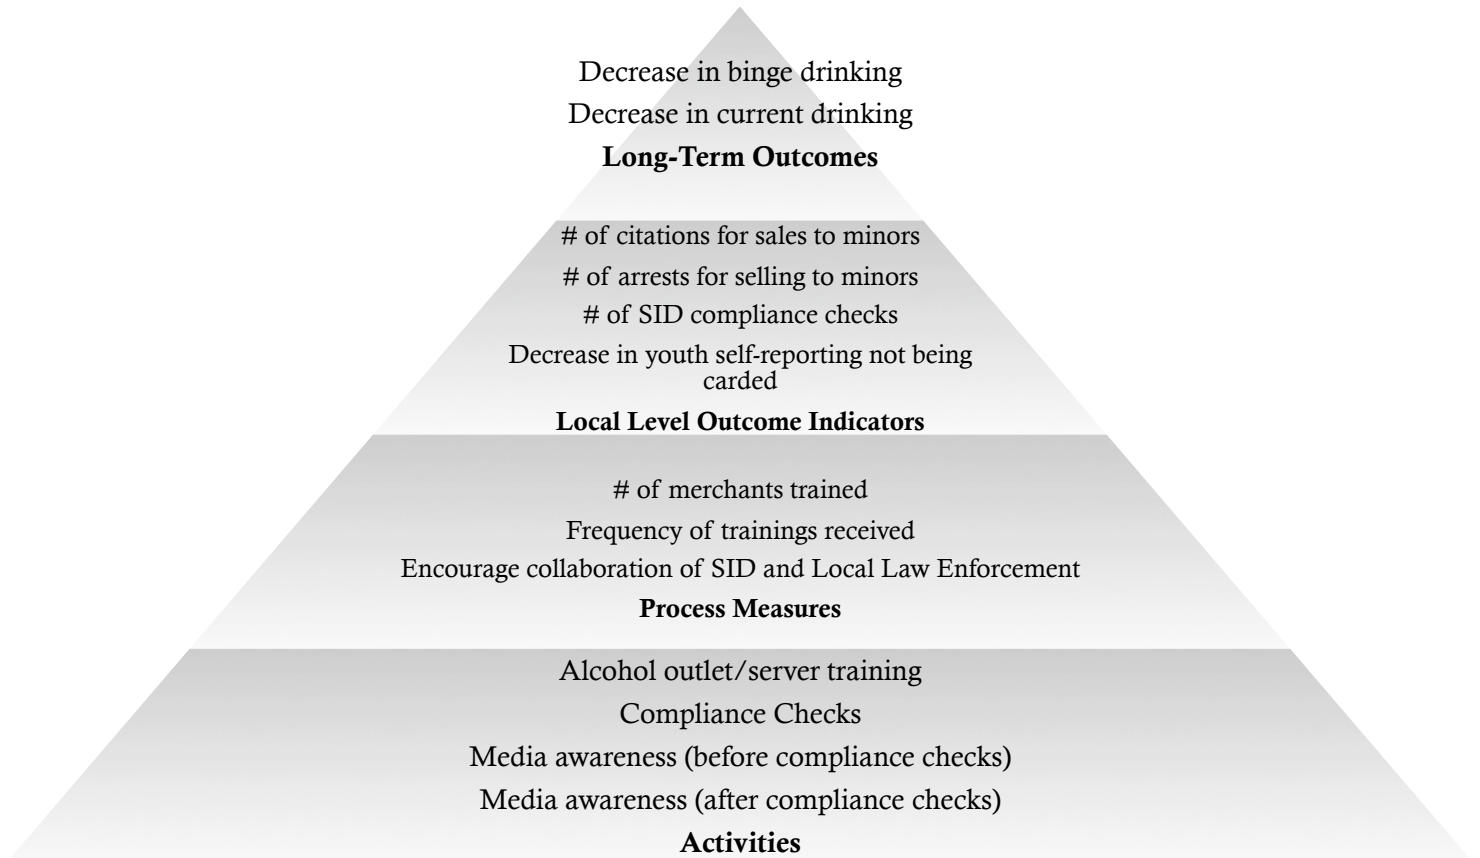 Decrease in binge drinking
Decrease in current drinking
Long-Term Outcomes
# of citations for sales to minors
# of arrests for selling to minors
# of SID compliance checks
Decrease in youth self-reporting not being
carded
Local Level Outcome Indicators
# of merchants trained
Frequency of trainings received
Encourage collaboration of SID and Local Law Enforcement
Process Measures
Alcohol outlet/server training
Compliance Checks
Media awareness (before compliance checks)
Media awareness (after compliance checks)
Activities